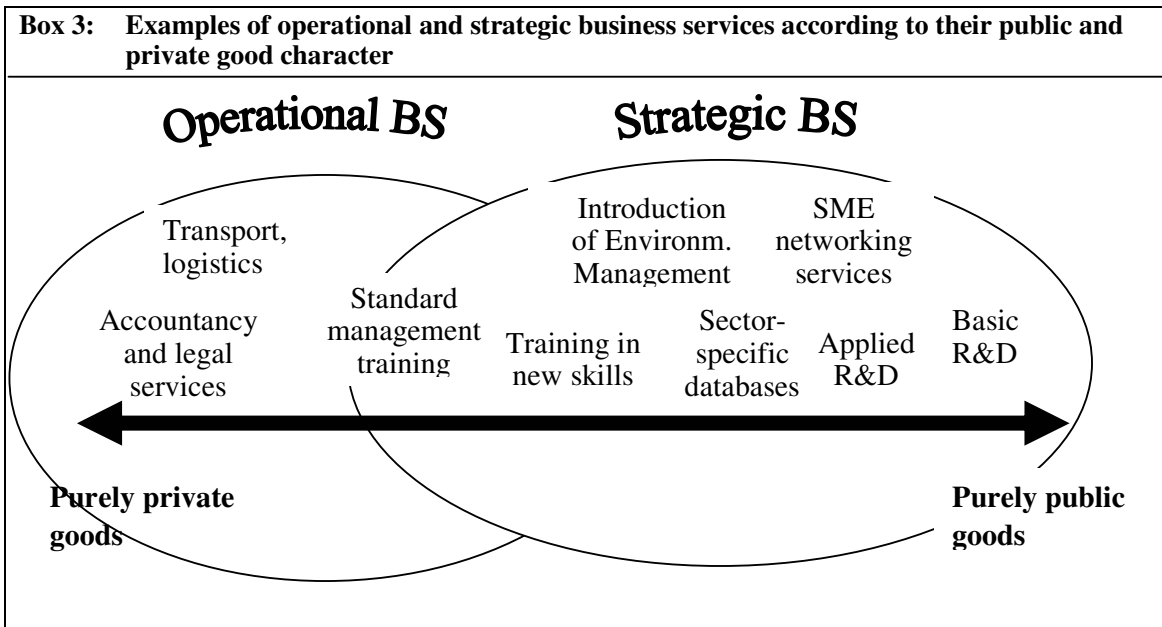 Box 3: Examples of operational and strategic business services according to their public and
private good character
Operational BS
Strategic BS
Transport,
logistics
Accountancy
and legal
services
Standard
management
training
Introduction
of Environm.
Management
SME
networking
services
Training in
new skills
Sector-
specific
databases
Applied
R&D
Basic
R&D
Purely private
goods
Purely public
goods